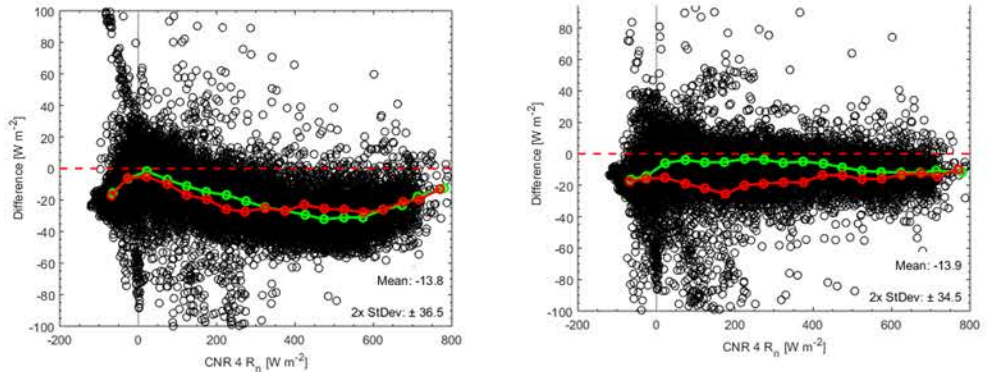 100
80
60
40
20
0
-20
-40
-60
-80
-100
Difference [W m-2]
Mean: -13.8
2x StDev: ± 36.5
-200 0 200 400 600 800
CNR 4 Rn [W m-2]
80
60
40
20
0
-20
-40
-60
-80
-100
Difference [W m-2]
Mean: -13.9
2x StDev: ± 34.5
-200 0 200 400 600 800
CNR 4 Rn [W m-2]